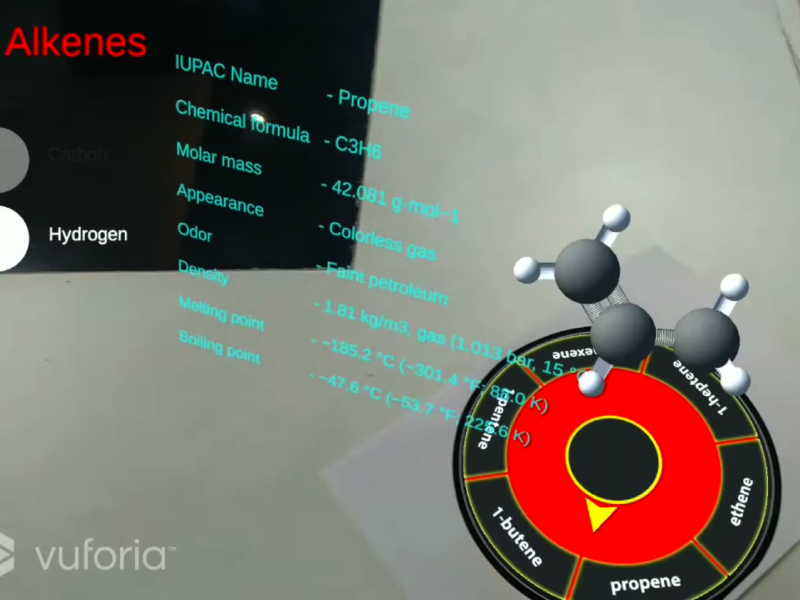 Alkenes
IUPAC Name - Propene
Chemical formula - C3H6
Carbon
Molar mass - 42.081 g·mol−1
Appearance - Colorless gas
Hydrogen
Odor - Faint petroleum
Density - 1.81 kg/m3, gas (1.013 bar, 15 °
Melting point - −185.2 °C (−301.4 °F; 88.0 K)
Boiling point - −47.6 °C (−53.7 °F; 225.6 K)
1-heptene
1-pentene
ethene
1-butene
propene
vuforia™